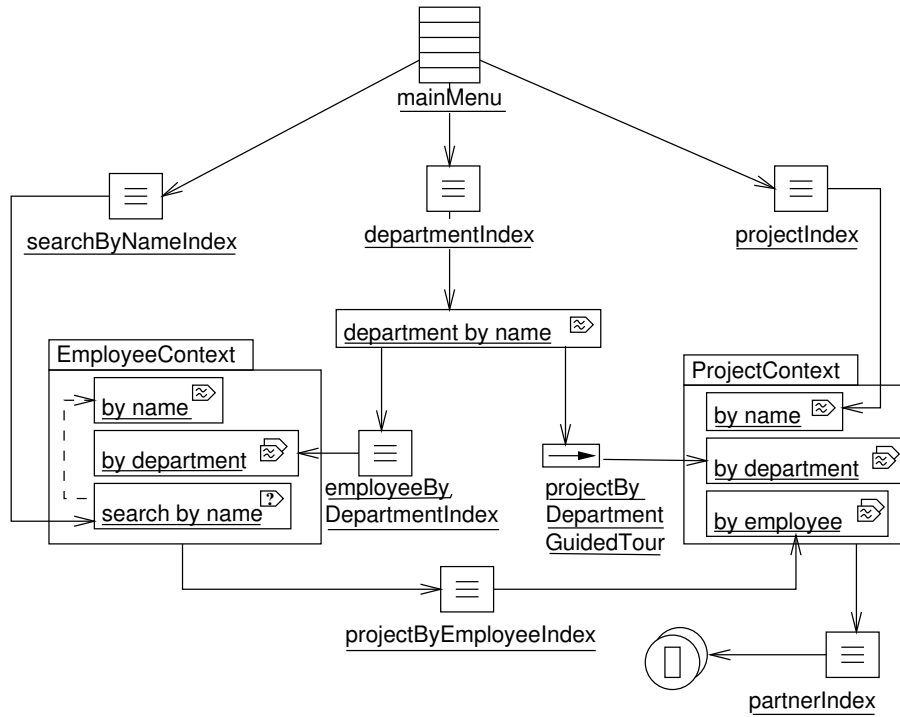 mainMenu
searchByNameIndex
departmentIndex
projectIndex
department by name
EmployeeContext
by name
by department
search by name
?
employeeBy
DepartmentIndex
projectBy
Department
GuidedTour
ProjectContext
by name
by department
by employee
projectByEmployeeIndex
partnerIndex